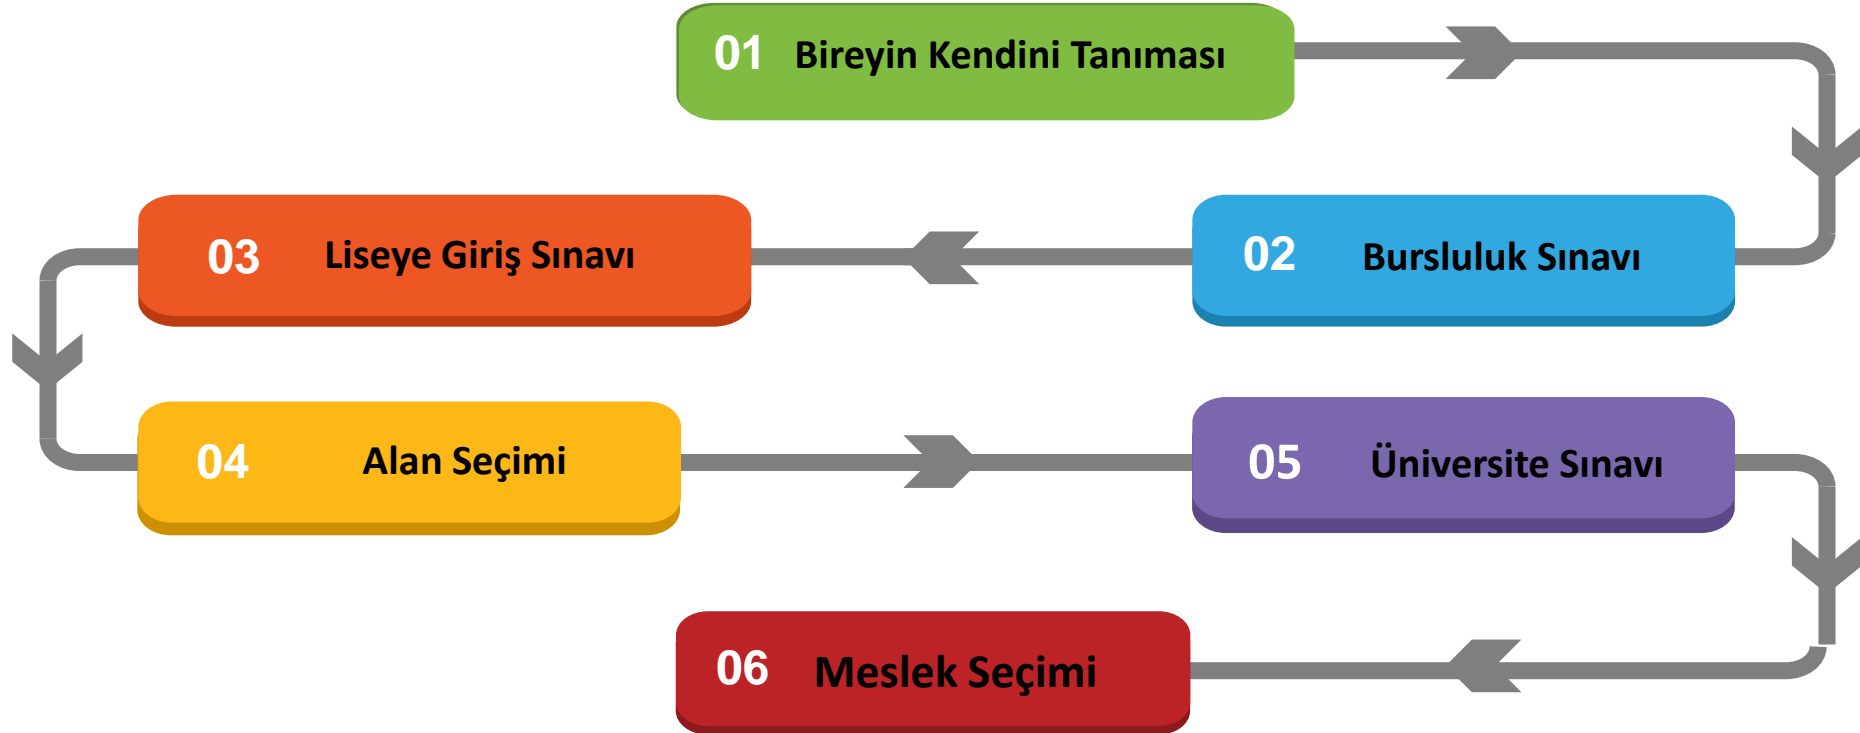 01 Bireyin Kendini Tanıması
02 Bursluluk Sınavı
03 Liseye Giriş Sınavı
04 Alan Seçimi
05 Üniversite Sınavı
06 Meslek Seçimi